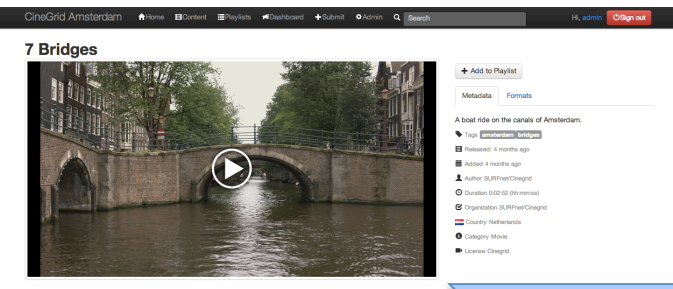 CineGrid Amsterdam Home Content Playlists Dashboard Submit Admin Search Hi, admin Sign out
7 Bridges
Add to Playlist
Metadata Formats
A boat ride on the canals of Amsterdam.
Tags amsterdam bridges
Released: 4 months ago
Added 4 months ago
Author SURFnet/Cinegrid
Duration 0:02:52 (hh:mm:ss)
Organization SURFnet/Cinegrid
Country Netherlands
Category Movie
License Cinegrid